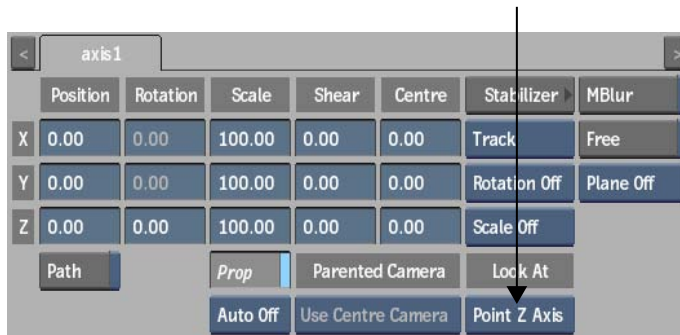 < axis1 >
Position Rotation Scale Shear Centre Stabilizer MBlur
X 0.00 0.00 100.00 0.00 0.00 Track Free
Y 0.00 0.00 100.00 0.00 0.00 Rotation Off Plane Off
Z 0.00 0.00 100.00 0.00 0.00 Scale Off
Path Prop Parented Camera Look At
Auto Off Use Centre Camera Point Z Axis